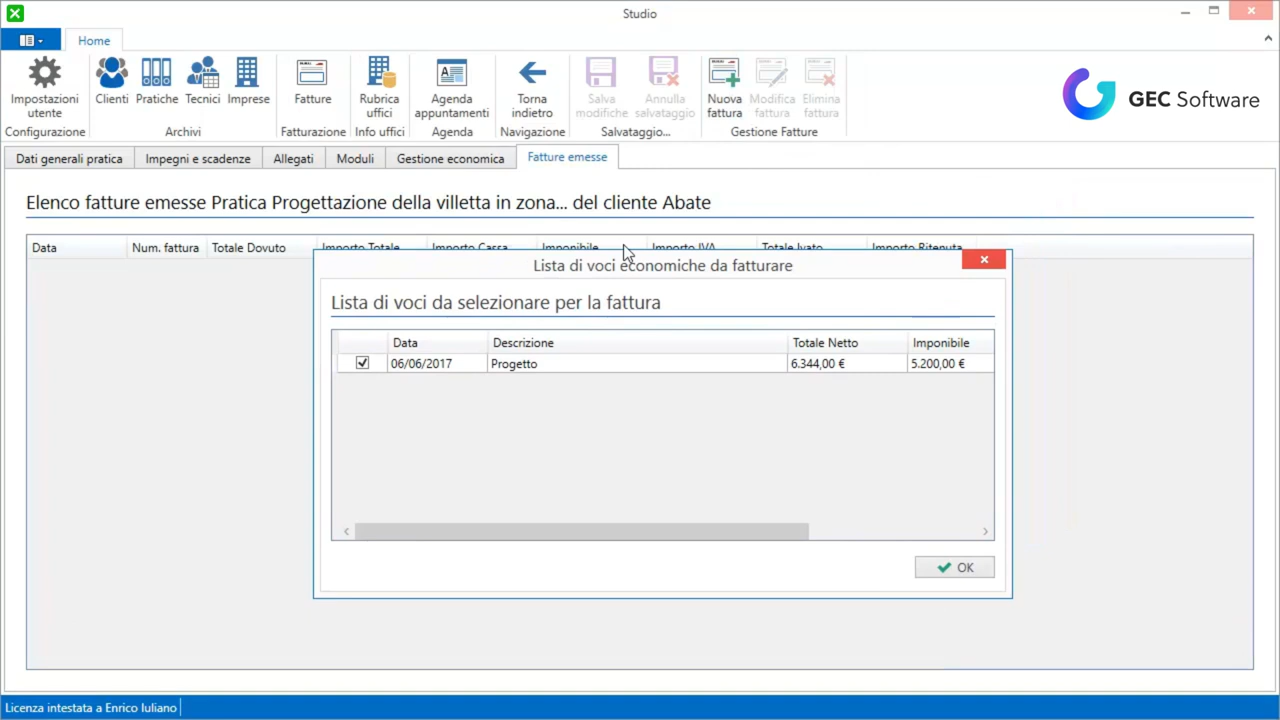 Studio
Home
Impostazioni utente
Clienti
Pratiche
Tecnici
Imprese
Fatture
Rubrica uffici
Agenda appuntamenti
Torna indietro
Salva modifiche
Annulla salvataggio
Nuova fattura
Modifica fattura
Elimina fattura
Configurazione
Archivi
Fatturazione
Info uffici
Agenda
Navigazione
Salvataggio...
Gestione Fatture
GEC Software
Dati generali pratica
Impegni e scadenze
Allegati
Moduli
Gestione economica
Fatture emesse
Elenco fatture emesse Pratica Progettazione della villetta in zona... del cliente Abate
Data Num. fattura Totale Dovuto Importo Totale Importo Cassa Imponibile Importo IVA Totale Ivato Importo Ritenuta
Lista di voci economiche da fatturare
Lista di voci da selezionare per la fattura
Data Descrizione Totale Netto Imponibile
06/06/2017 Progetto 6.344,00 € 5.200,00 €
OK
Licenza intestata a Enrico Iuliano